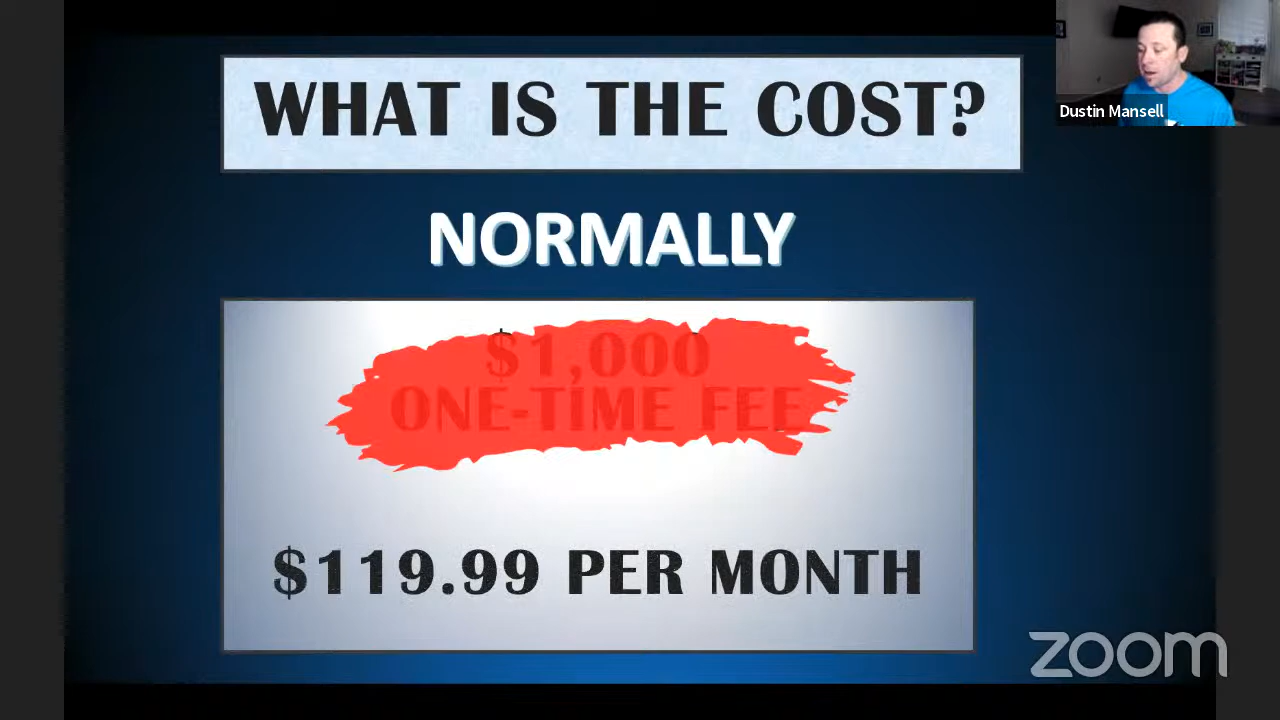 WHAT IS THE COST?
Dustin Mansell
NORMALLY
$1,000
ONE-TIME FEE
$119.99 PER MONTH
zoom